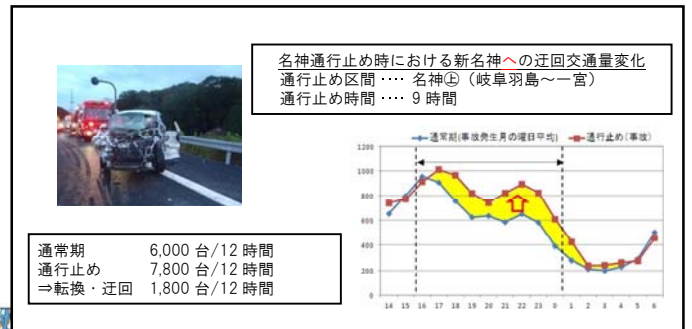 名神通行止め時における新名神への迂回交通量変化
通行止め区間 ‥‥ 名神㊤（岐阜羽島～一宮）
通行止め時間 ‥‥ 9 時間
通常期(事故発生月の曜日平均) 通行止め(事故)
1200
1000
800
600
400
200
0
14 15 16 17 18 19 20 21 22 23 0 1 2 3 4 5 6
通常期 6,000 台/12 時間
通行止め 7,800 台/12 時間
⇒転換・迂回 1,800 台/12 時間